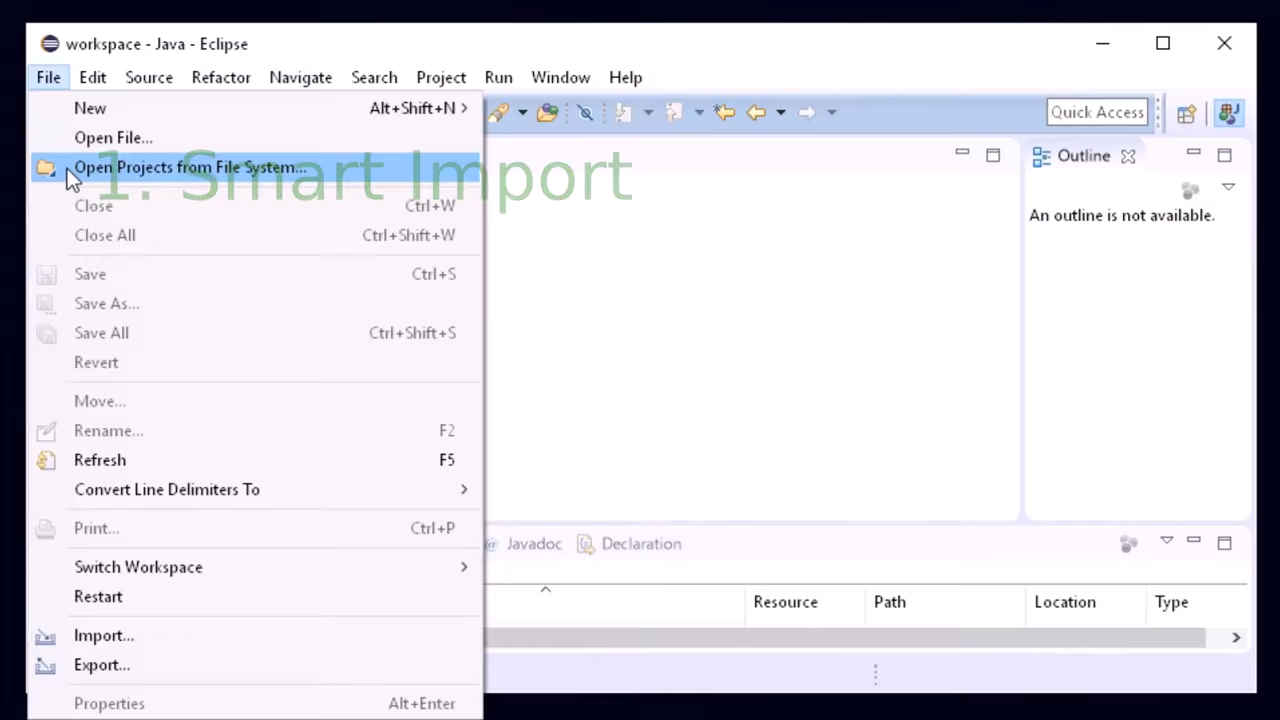 workspace - Java - Eclipse
File Edit Source Refactor Navigate Search Project Run Window Help
New Alt+Shift+N
Quick Access
Open File...
Open Projects from File System...
1. Smart Import
Outline
An outline is not available.
Close Ctrl+W
Close All Ctrl+Shift+W
Save Ctrl+S
Save As...
Save All Ctrl+Shift+S
Revert
Move...
Rename... F2
Refresh F5
Convert Line Delimiters To
Print... Ctrl+P
@ Javadoc Declaration
Switch Workspace
Restart
Resource Path Location Type
Import...
Export...
Properties Alt+Enter